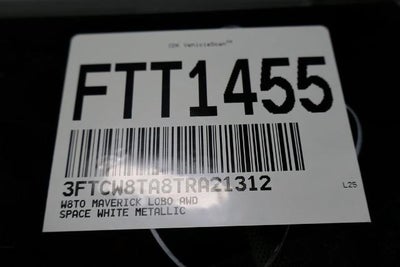 CDK VehicleScan™
FTT1455
3FTCW8TA8TRA21312
L25
W8T0 MAVERICK LOBO AWD
SPACE WHITE METALLIC